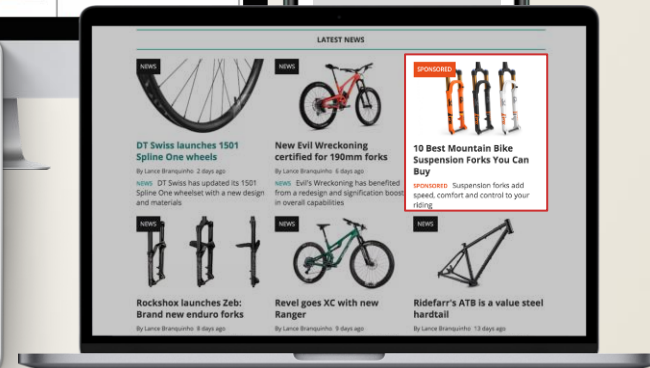 LATEST NEWS
NEWS
NEWS
SPONSORED
DT Swiss launches 1501
Spline One wheels
By Lance Branquinho 2 days ago
NEWS DT Swiss has updated its 1501
Spline One wheelset with a new design
and materials
New Evil Wreckoning
certified for 190mm forks
By Lance Branquinho 6 days ago
NEWS Evil's Wreckoning has benefited
from a redesign and signification boost
in overall capabilities
10 Best Mountain Bike
Suspension Forks You Can
Buy
SPONSORED Suspension forks add
speed, comfort and control to your
riding
NEWS
NEWS
NEWS
Rockshox launches Zeb:
Brand new enduro forks
By Lance Branquinho 8 days ago
Revel goes XC with new
Ranger
By Lance Branquinho 9 days ago
Ridefarr's ATB is a value steel
hardtail
By Lance Branquinho 13 days ago